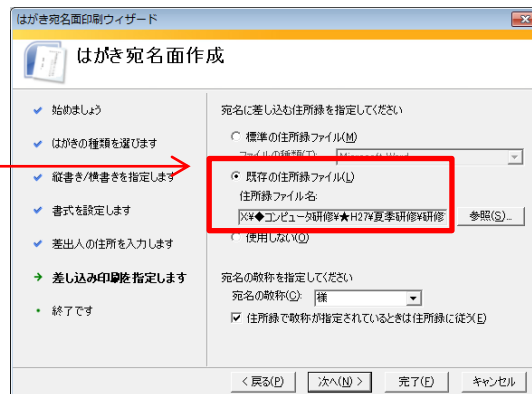 はがき宛名面印刷ウィザード
はがき宛名面作成
始めましょう
はがきの種類を選びます
縦書き/横書きを指定します
書式を設定します
差出人の住所を入力します
差し込み印刷を指定します
終了です
宛名に差し込む住所録を指定してください
標準の住所録ファイル(M)
ファイルの種類(T): Microsoft Word
既存の住所録ファイル(L)
住所録ファイル名:
X:¥◆コンピュータ研修¥★H27¥夏季研修¥研修 参照(S)...
使用しない(O)
宛名の敬称を指定してください
宛名の敬称(C): 様
住所録で敬称が指定されているときは住所録に従う(E)
< 戻る(P) 次へ(N) > 完了(F) キャンセル